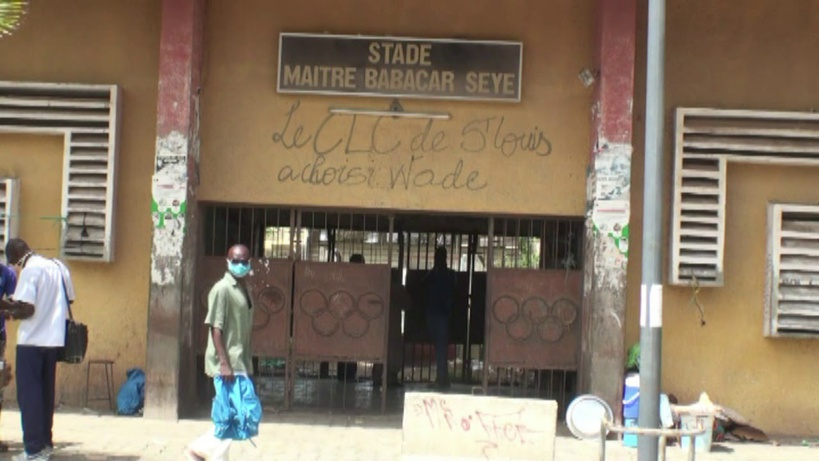 STADE
MAITRE BABACAR SEYE
Le CLC de St Louis
a choisi Wade